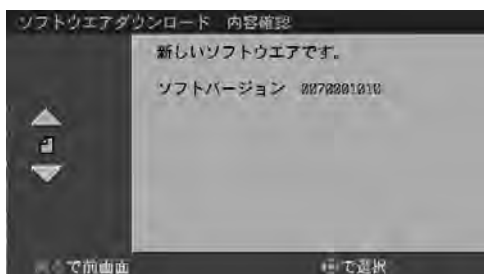 ソフトウエアダウンロード 内容確認
新しいソフトウエアです。
ソフトバージョン 0070001010
で前画面
で選択